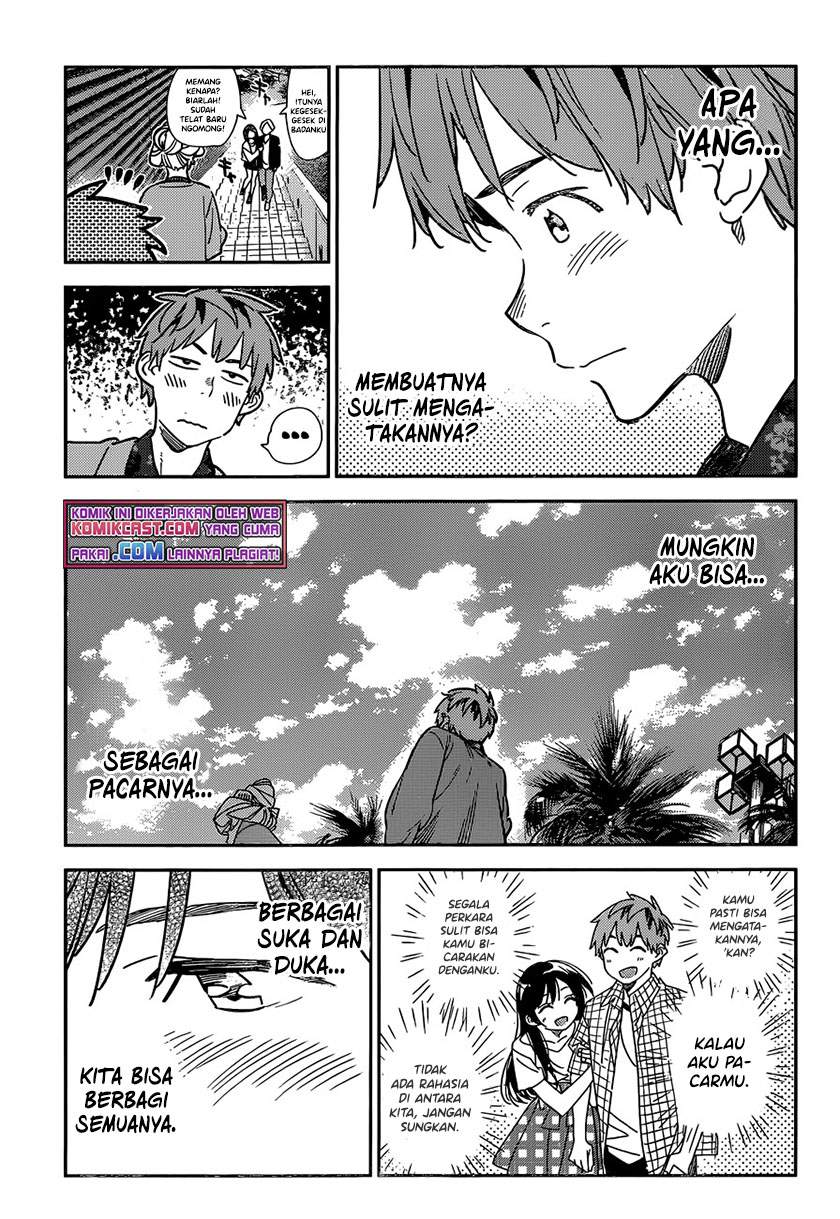 APA
YANG...
HEI,
ITUNYA
KEGESEK-
GESEK DI
BADANKU
MEMANG
KENAPA?
BIARLAH!
SUDAH
TELAT BARU
NGOMONG!
MEMBUATNYA
SULIT MENGA-
TAKANNYA?
...
KOMIK INI DIKERJAKAN OLEH WEB
KOMIKCAST.COM YANG CUMA
PAKAI .COM LAINNYA PLAGIAT!
MUNGKIN
AKU BISA...
SEBAGAI
PACARNYA...
KAMU
PASTI BISA
MENGATA-
KANNYA,
'KAN?
SEGALA
PERKARA
SULIT BISA
KAMU BI-
CARAKAN
DENGANKU.
KALAU
AKU PA-
CARMU.
TIDAK
ADA RAHASIA
DI ANTARA
KITA, JANGAN
SUNGKAN.
BERBAGAI
SUKA DAN
DUKA...
KITA BISA
BERBAGI
SEMUANYA.